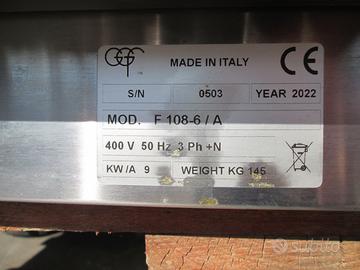 GGF
MADE IN ITALY CE
S/N 0503 YEAR 2022
MOD. F 108-6 / A
400 V 50 Hz 3 Ph +N
KW/A 9 WEIGHT KG 145
subito